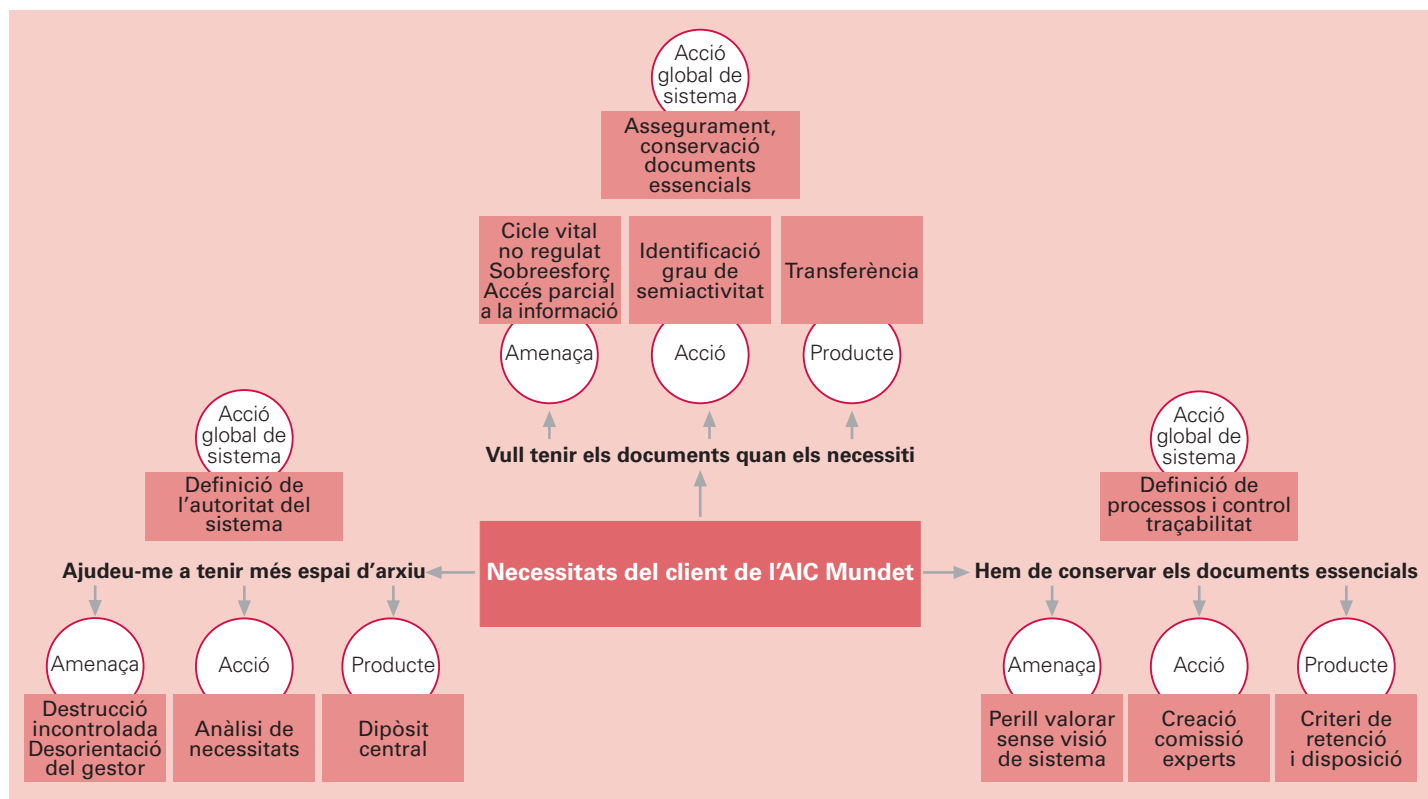 Acció
global de
sistema
Assegurament,
conservació
documents
essencials
Cicle vital
no regulat
Sobreesforç
Accés parcial
a la informació
Identificació
grau de
semiactivitat
Transferència
Amenaça
Acció
Producte
Vull tenir els documents quan els necessiti
Acció
global de
sistema
Definició de
l'autoritat del
sistema
Acció
global de
sistema
Definició de
processos i control
traçabilitat
Ajudeu-me a tenir més espai d'arxiu
Necessitats del client de l'AIC Mundet
Hem de conservar els documents essencials
Amenaça
Acció
Producte
Destrucció
incontrolada
Desorientació
del gestor
Anàlisi de
necessitats
Dipòsit
central
Amenaça
Acció
Producte
Perill valorar
sense visió
de sistema
Creació
comissió
experts
Criteri de
retenció
i disposició